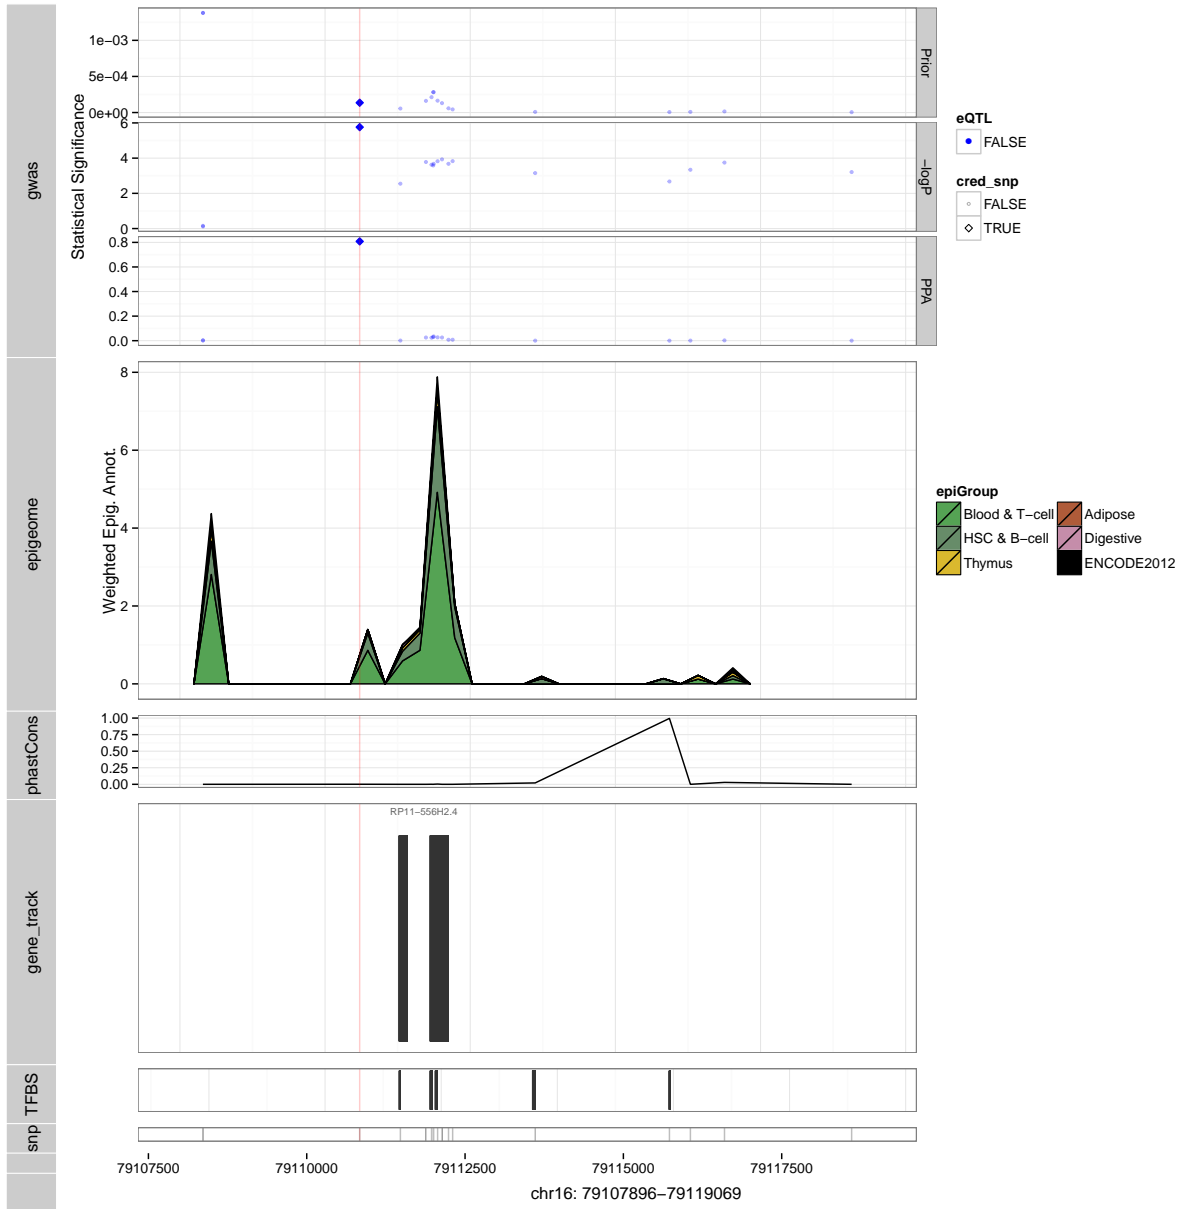 gwas
Statistical Significance
1e−03
5e−04
0e+00
Prior
6
4
2
0
−logP
0.8
0.6
0.4
0.2
0.0
PPA
eQTL
FALSE
cred_snp
FALSE
TRUE
epigeome
Weighted Epig. Annot.
8
6
4
2
0
epiGroup
Blood & T−cell
Adipose
HSC & B−cell
Digestive
Thymus
ENCODE2012
phastCons
1.00
0.75
0.50
0.25
0.00
gene_track
RP11−556H2.4
TFBS
snp
79107500
79110000
79112500
79115000
79117500
chr16: 79107896−79119069